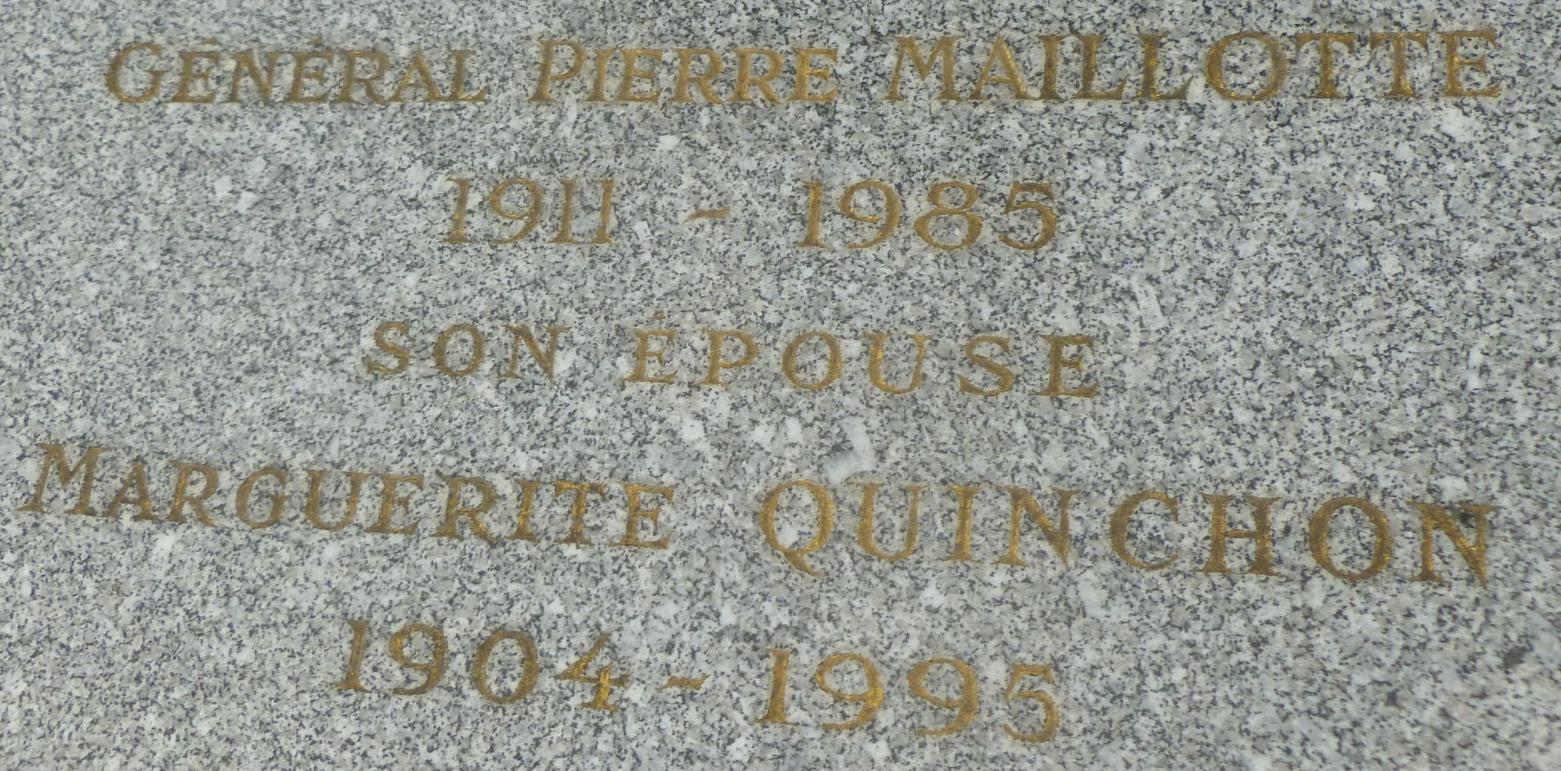 GÉNÉRAL PIERRE MAILLOTTE
1911 - 1985
SON ÉPOUSE
MARGUERITE QUINCHON
1904 - 1995